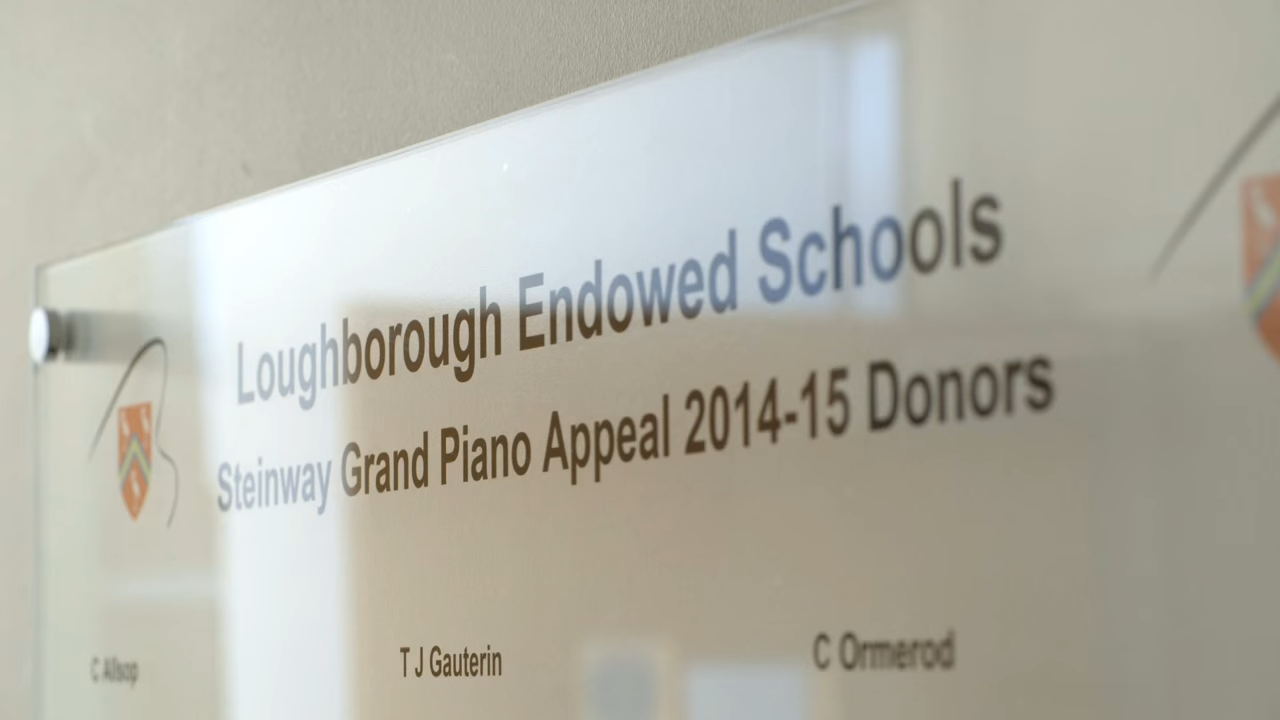 Loughborough Endowed Schools
Steinway Grand Piano Appeal 2014-15 Donors
C Allsop T J Gauterin C Ormerod